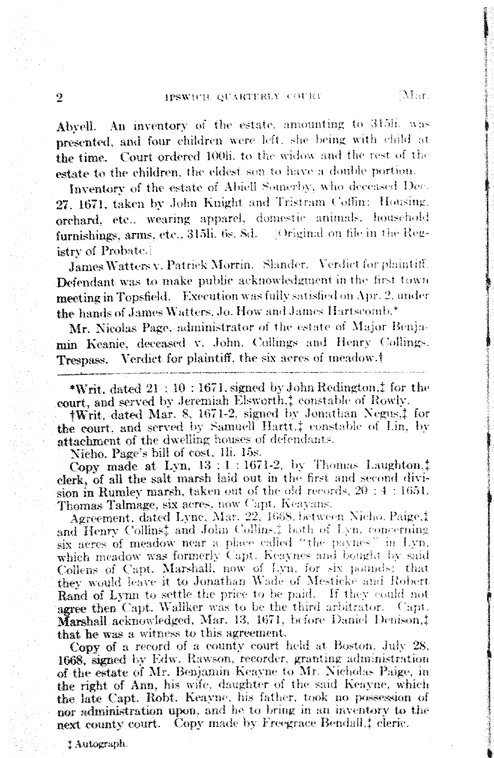 2 IPSWICH QUARTERLY COURT [Mar.
Abyell. An inventory of the estate, amounting to 315li. was
presented, and four children were left, she being with child at
the time. Court ordered 100li. to the widow and the rest of the
estate to the children, the eldest son to have a double portion.
Inventory of the estate of Abiell Somerby, who deceased Dec.
27, 1671, taken by John Knight and Tristram Coffin: Housing,
orchard, etc., wearing apparel, domestic animals, household
furnishings, arms, etc., 315li. 6s. 8d. [Original on file in the Reg-
istry of Probate.]
James Watters v. Patrick Morrin. Slander. Verdict for plaintiff.
Defendant was to make public acknowledgment in the first town
meeting in Topsfield. Execution was fully satisfied on Apr. 2, under
the hands of James Watters, Jo. How and James Hartscomb.*
Mr. Nicolas Page, administrator of the estate of Major Benja-
min Keanie, deceased v. John. Collings and Henry Collings.
Trespass. Verdict for plaintiff, the six acres of meadow.†
*Writ, dated 21 : 10 : 1671, signed by John Redington,‡ for the
court, and served by Jeremiah Elsworth,‡ constable of Rowly.
†Writ, dated Mar. 8, 1671-2, signed by Jonathan Negus,‡ for
the court, and served by Samuell Hartt,‡ constable of Lin, by
attachment of the dwelling houses of defendants.
Nicho. Page's bill of cost, 1li. 15s.
Copy made at Lyn, 13 : 1 : 1671-2, by Thomas Laughton,‡
clerk, of all the salt marsh laid out in the first and second divi-
sion in Rumley marsh, taken out of the old records, 20 : 4 : 1651.
Thomas Talmage, six acres, now Capt. Keayans.
Agreement, dated Lyne, Mar. 22, 1668, between Nicho. Paige,‡
and Henry Collins‡ and John Collins,‡ both of Lyn, concerning
six acres of meadow near a place called "the paynes" in Lyn,
which meadow was formerly Capt. Keaynes and bought by said
Collens of Capt. Marshall, now of Lyn, for six pounds; that
they would leave it to Jonathan Wade of Mesticke and Robert
Rand of Lynn to settle the price to be paid. If they could not
agree then Capt. Wallker was to be the third arbitrator. Capt.
Marshall acknowledged, Mar. 13, 1671, before Daniel Denison,‡
that he was a witness to this agreement.
Copy of a record of a county court held at Boston, July 28,
1668, signed by Edw. Rawson, recorder, granting administration
of the estate of Mr. Benjamin Keayne to Mr. Nicholas Paige, in
the right of Ann, his wife, daughter of the said Keayne, which
the late Capt. Robt. Keayne, his father, took no possession of
nor administration upon, and he to bring in an inventory to the
next county court. Copy made by Freegrace Bendall,‡ cleric.
‡ Autograph.